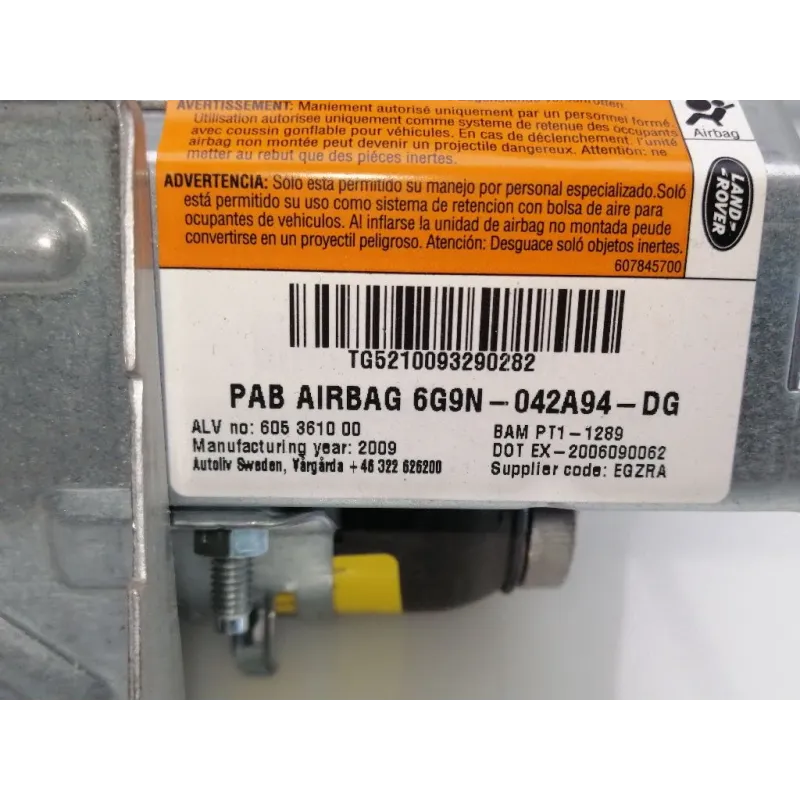 AVERTISSEMENT: Maniement autorisé uniquement par un personnel formé.
Utilisation autorisee uniquement comme systeme de retenue des occupants
avec coussin gonflable pour véhicules. En cas de déclenchement, l'unité
airbag non montée peut devenir un projectile dangereux. Attention: ne
metter au rebut que des piéces inertes.
Airbag
LAND-
-ROVER
ADVERTENCIA: Sólo está permitido su manejo por personal especializado.Soló
está permitido su uso como sistema de retención con bolsa de aire para
ocupantes de vehiculos. Al inflarse la unidad de airbag no montada peude
convertirse en un proyectil peligroso. Atención: Desguace soló objetos inertes.
607845700
TG5210093290282
PAB AIRBAG 6G9N-042A94-DG
ALV no: 605 3610 00
BAM PT1-1289
Manufacturing year: 2009
DOT EX-2006090062
Autoliv Sweden, Vårgårda +46 322 626200
Supplier code: EGZRA